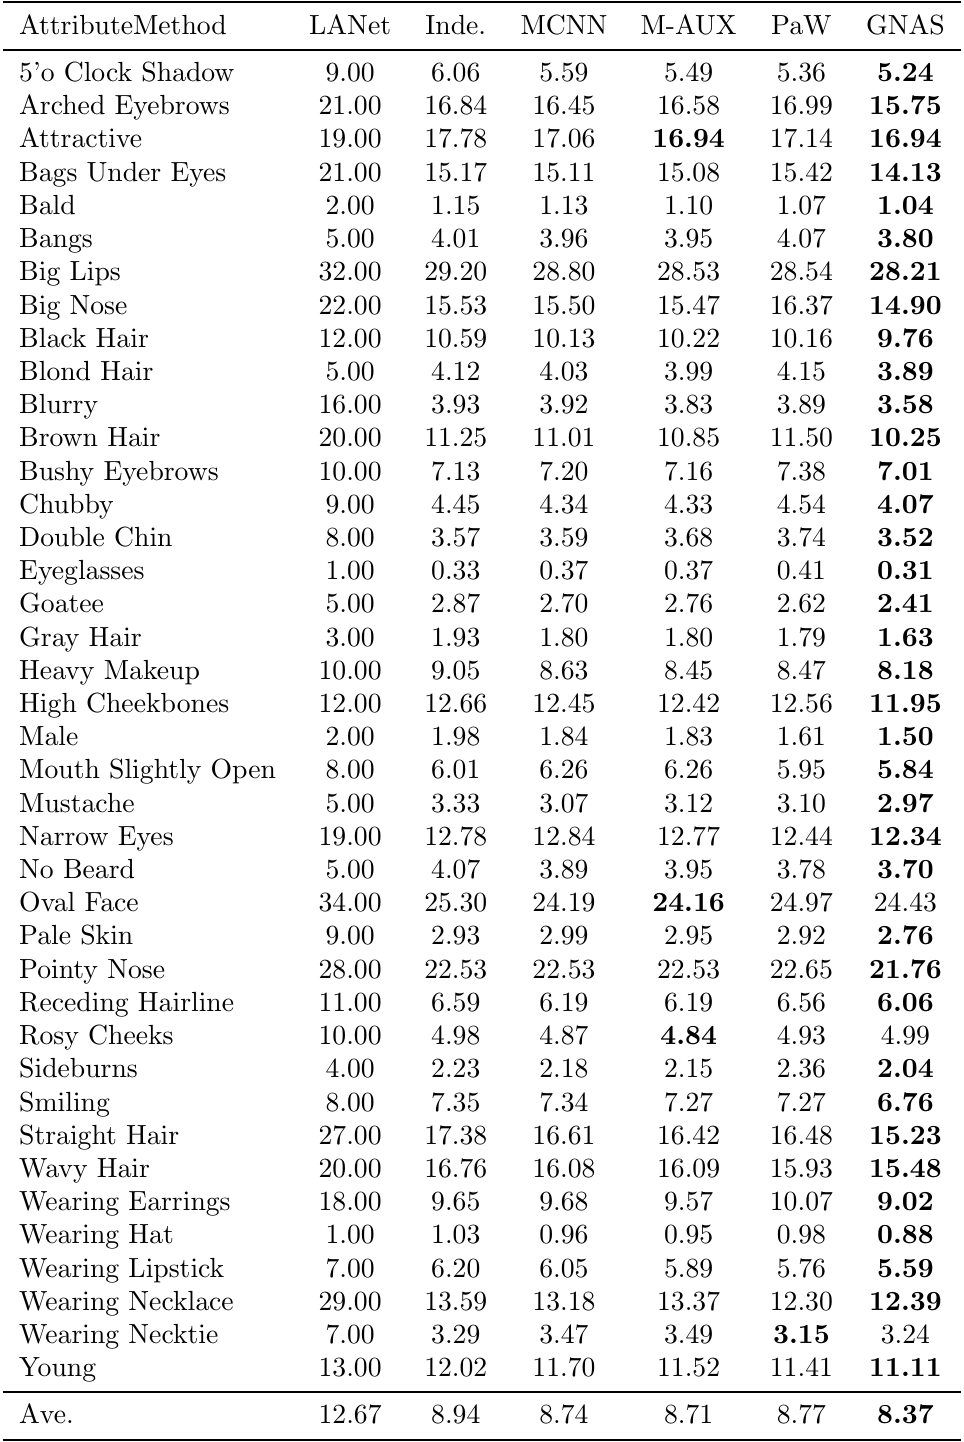 AttributeMethod LANet Inde. MCNN M-AUX PaW GNAS
5'o Clock Shadow 9.00 6.06 5.59 5.49 5.36 5.24
Arched Eyebrows 21.00 16.84 16.45 16.58 16.99 15.75
Attractive 19.00 17.78 17.06 16.94 17.14 16.94
Bags Under Eyes 21.00 15.17 15.11 15.08 15.42 14.13
Bald 2.00 1.15 1.13 1.10 1.07 1.04
Bangs 5.00 4.01 3.96 3.95 4.07 3.80
Big Lips 32.00 29.20 28.80 28.53 28.54 28.21
Big Nose 22.00 15.53 15.50 15.47 16.37 14.90
Black Hair 12.00 10.59 10.13 10.22 10.16 9.76
Blond Hair 5.00 4.12 4.03 3.99 4.15 3.89
Blurry 16.00 3.93 3.92 3.83 3.89 3.58
Brown Hair 20.00 11.25 11.01 10.85 11.50 10.25
Bushy Eyebrows 10.00 7.13 7.20 7.16 7.38 7.01
Chubby 9.00 4.45 4.34 4.33 4.54 4.07
Double Chin 8.00 3.57 3.59 3.68 3.74 3.52
Eyeglasses 1.00 0.33 0.37 0.37 0.41 0.31
Goatee 5.00 2.87 2.70 2.76 2.62 2.41
Gray Hair 3.00 1.93 1.80 1.80 1.79 1.63
Heavy Makeup 10.00 9.05 8.63 8.45 8.47 8.18
High Cheekbones 12.00 12.66 12.45 12.42 12.56 11.95
Male 2.00 1.98 1.84 1.83 1.61 1.50
Mouth Slightly Open 8.00 6.01 6.26 6.26 5.95 5.84
Mustache 5.00 3.33 3.07 3.12 3.10 2.97
Narrow Eyes 19.00 12.78 12.84 12.77 12.44 12.34
No Beard 5.00 4.07 3.89 3.95 3.78 3.70
Oval Face 34.00 25.30 24.19 24.16 24.97 24.43
Pale Skin 9.00 2.93 2.99 2.95 2.92 2.76
Pointy Nose 28.00 22.53 22.53 22.53 22.65 21.76
Receding Hairline 11.00 6.59 6.19 6.19 6.56 6.06
Rosy Cheeks 10.00 4.98 4.87 4.84 4.93 4.99
Sideburns 4.00 2.23 2.18 2.15 2.36 2.04
Smiling 8.00 7.35 7.34 7.27 7.27 6.76
Straight Hair 27.00 17.38 16.61 16.42 16.48 15.23
Wavy Hair 20.00 16.76 16.08 16.09 15.93 15.48
Wearing Earrings 18.00 9.65 9.68 9.57 10.07 9.02
Wearing Hat 1.00 1.03 0.96 0.95 0.98 0.88
Wearing Lipstick 7.00 6.20 6.05 5.89 5.76 5.59
Wearing Necklace 29.00 13.59 13.18 13.37 12.30 12.39
Wearing Necktie 7.00 3.29 3.47 3.49 3.15 3.24
Young 13.00 12.02 11.70 11.52 11.41 11.11
Ave. 12.67 8.94 8.74 8.71 8.77 8.37